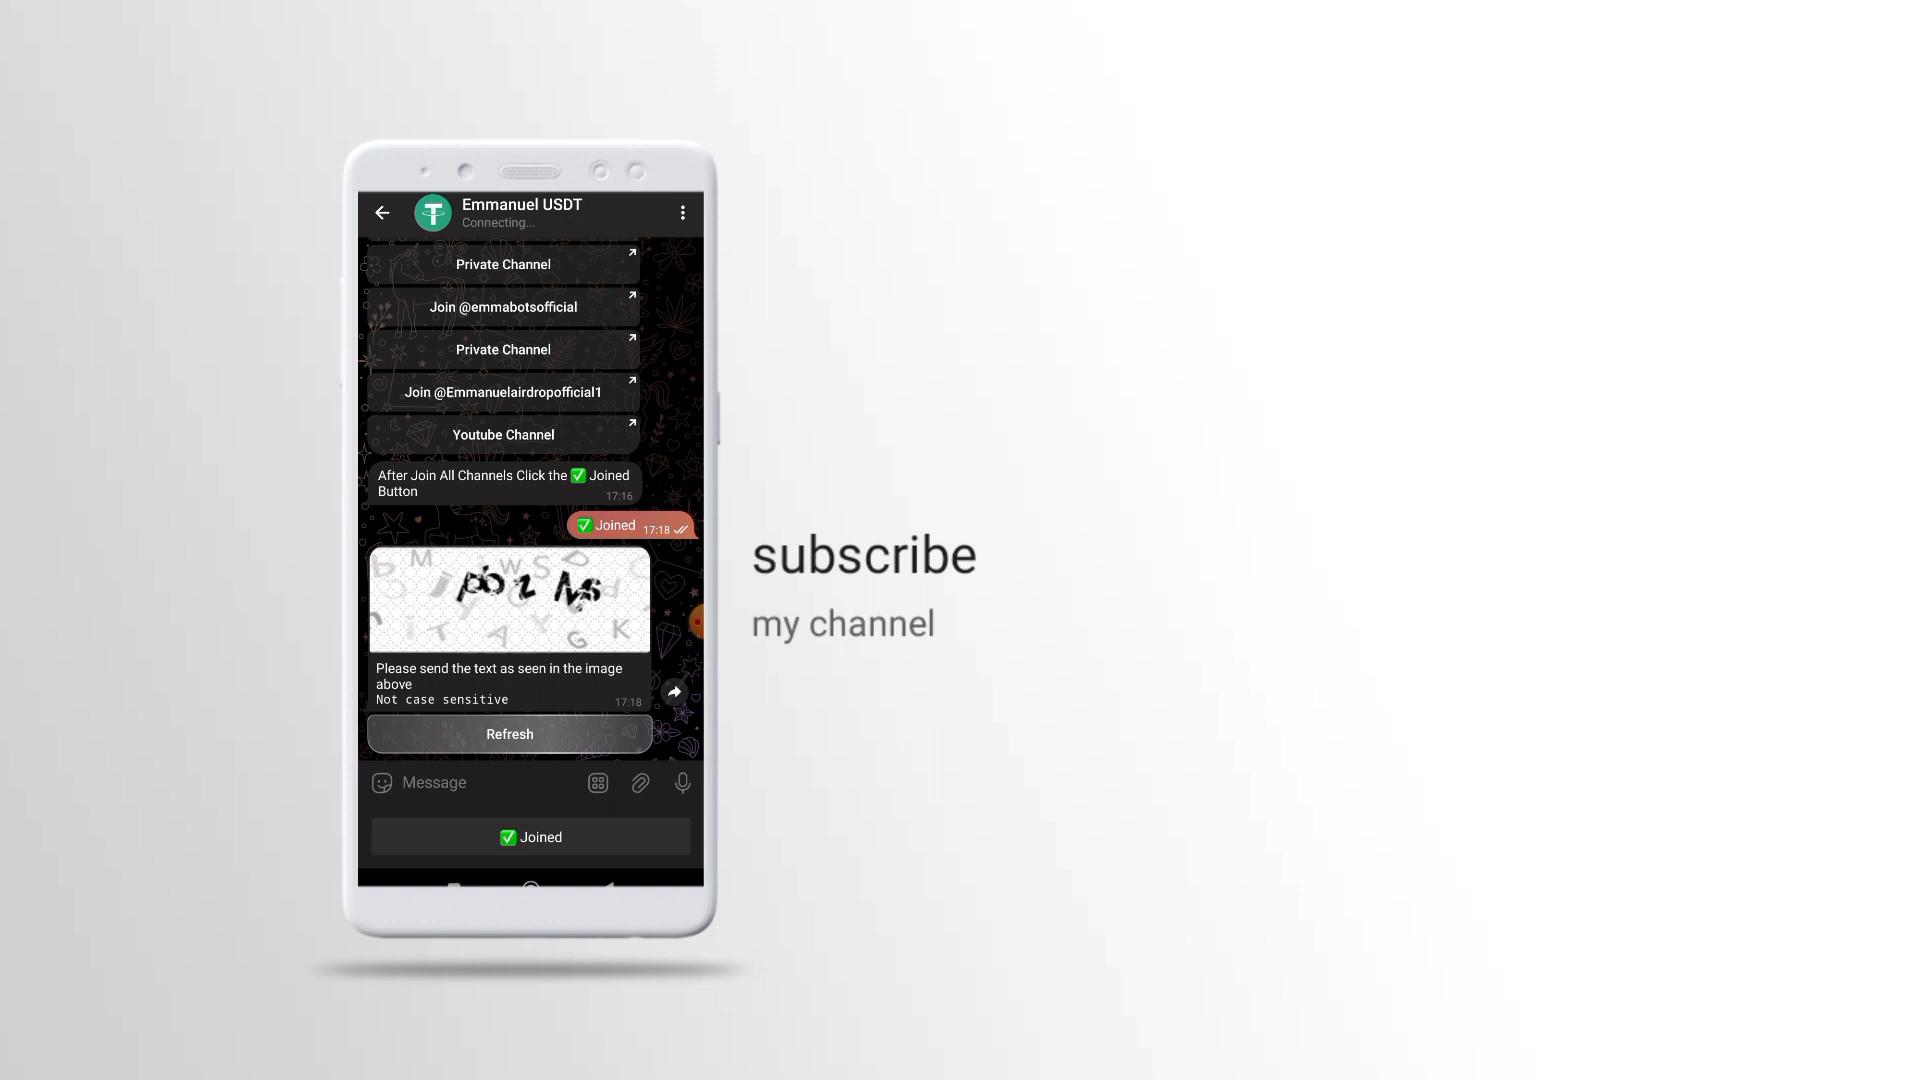 Emmanuel USDT
Connecting...
Private Channel
Join @emmabotsofficial
Private Channel
Join @Emmanuelairdropofficial1
Youtube Channel
After Join All Channels Click the ✅ Joined
Button
17:16
✅ Joined 17:18
Please send the text as seen in the image
above
Not case sensitive
17:18
Refresh
Message
✅ Joined
subscribe
my channel